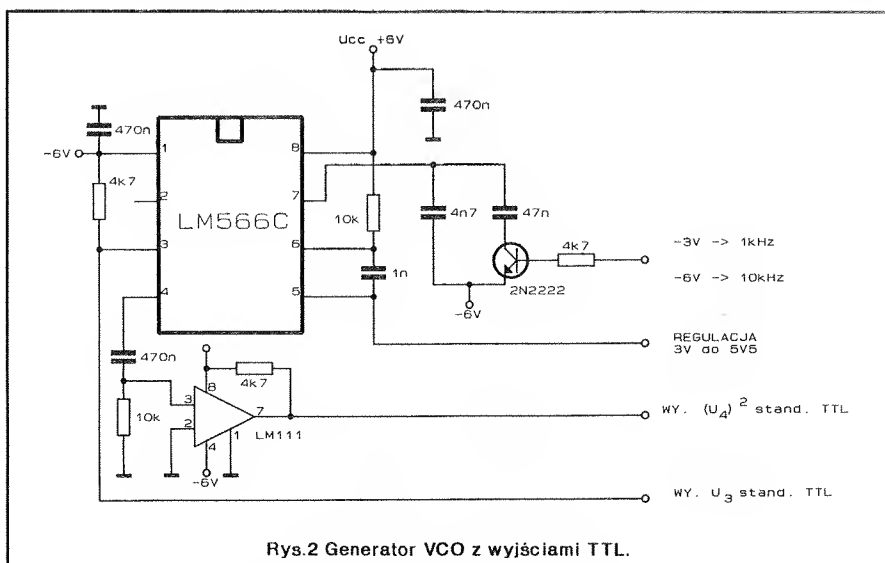 Ucc +6V
470n
470n
-6V
1
8
4k7
2
7
LM566C
10k
4n7
47n
3
6
4k7
-3V -> 1kHz
1n
2N2222
-6V -> 10kHz
4
5
-6V
REGULACJA
3V do 5V5
470n
4k7
8
3
7
WY. (U4)² stand. TTL
10k
2
1
LM111
4
-6V
WY. U3 stand. TTL
Rys.2 Generator VCO z wyjściami TTL.